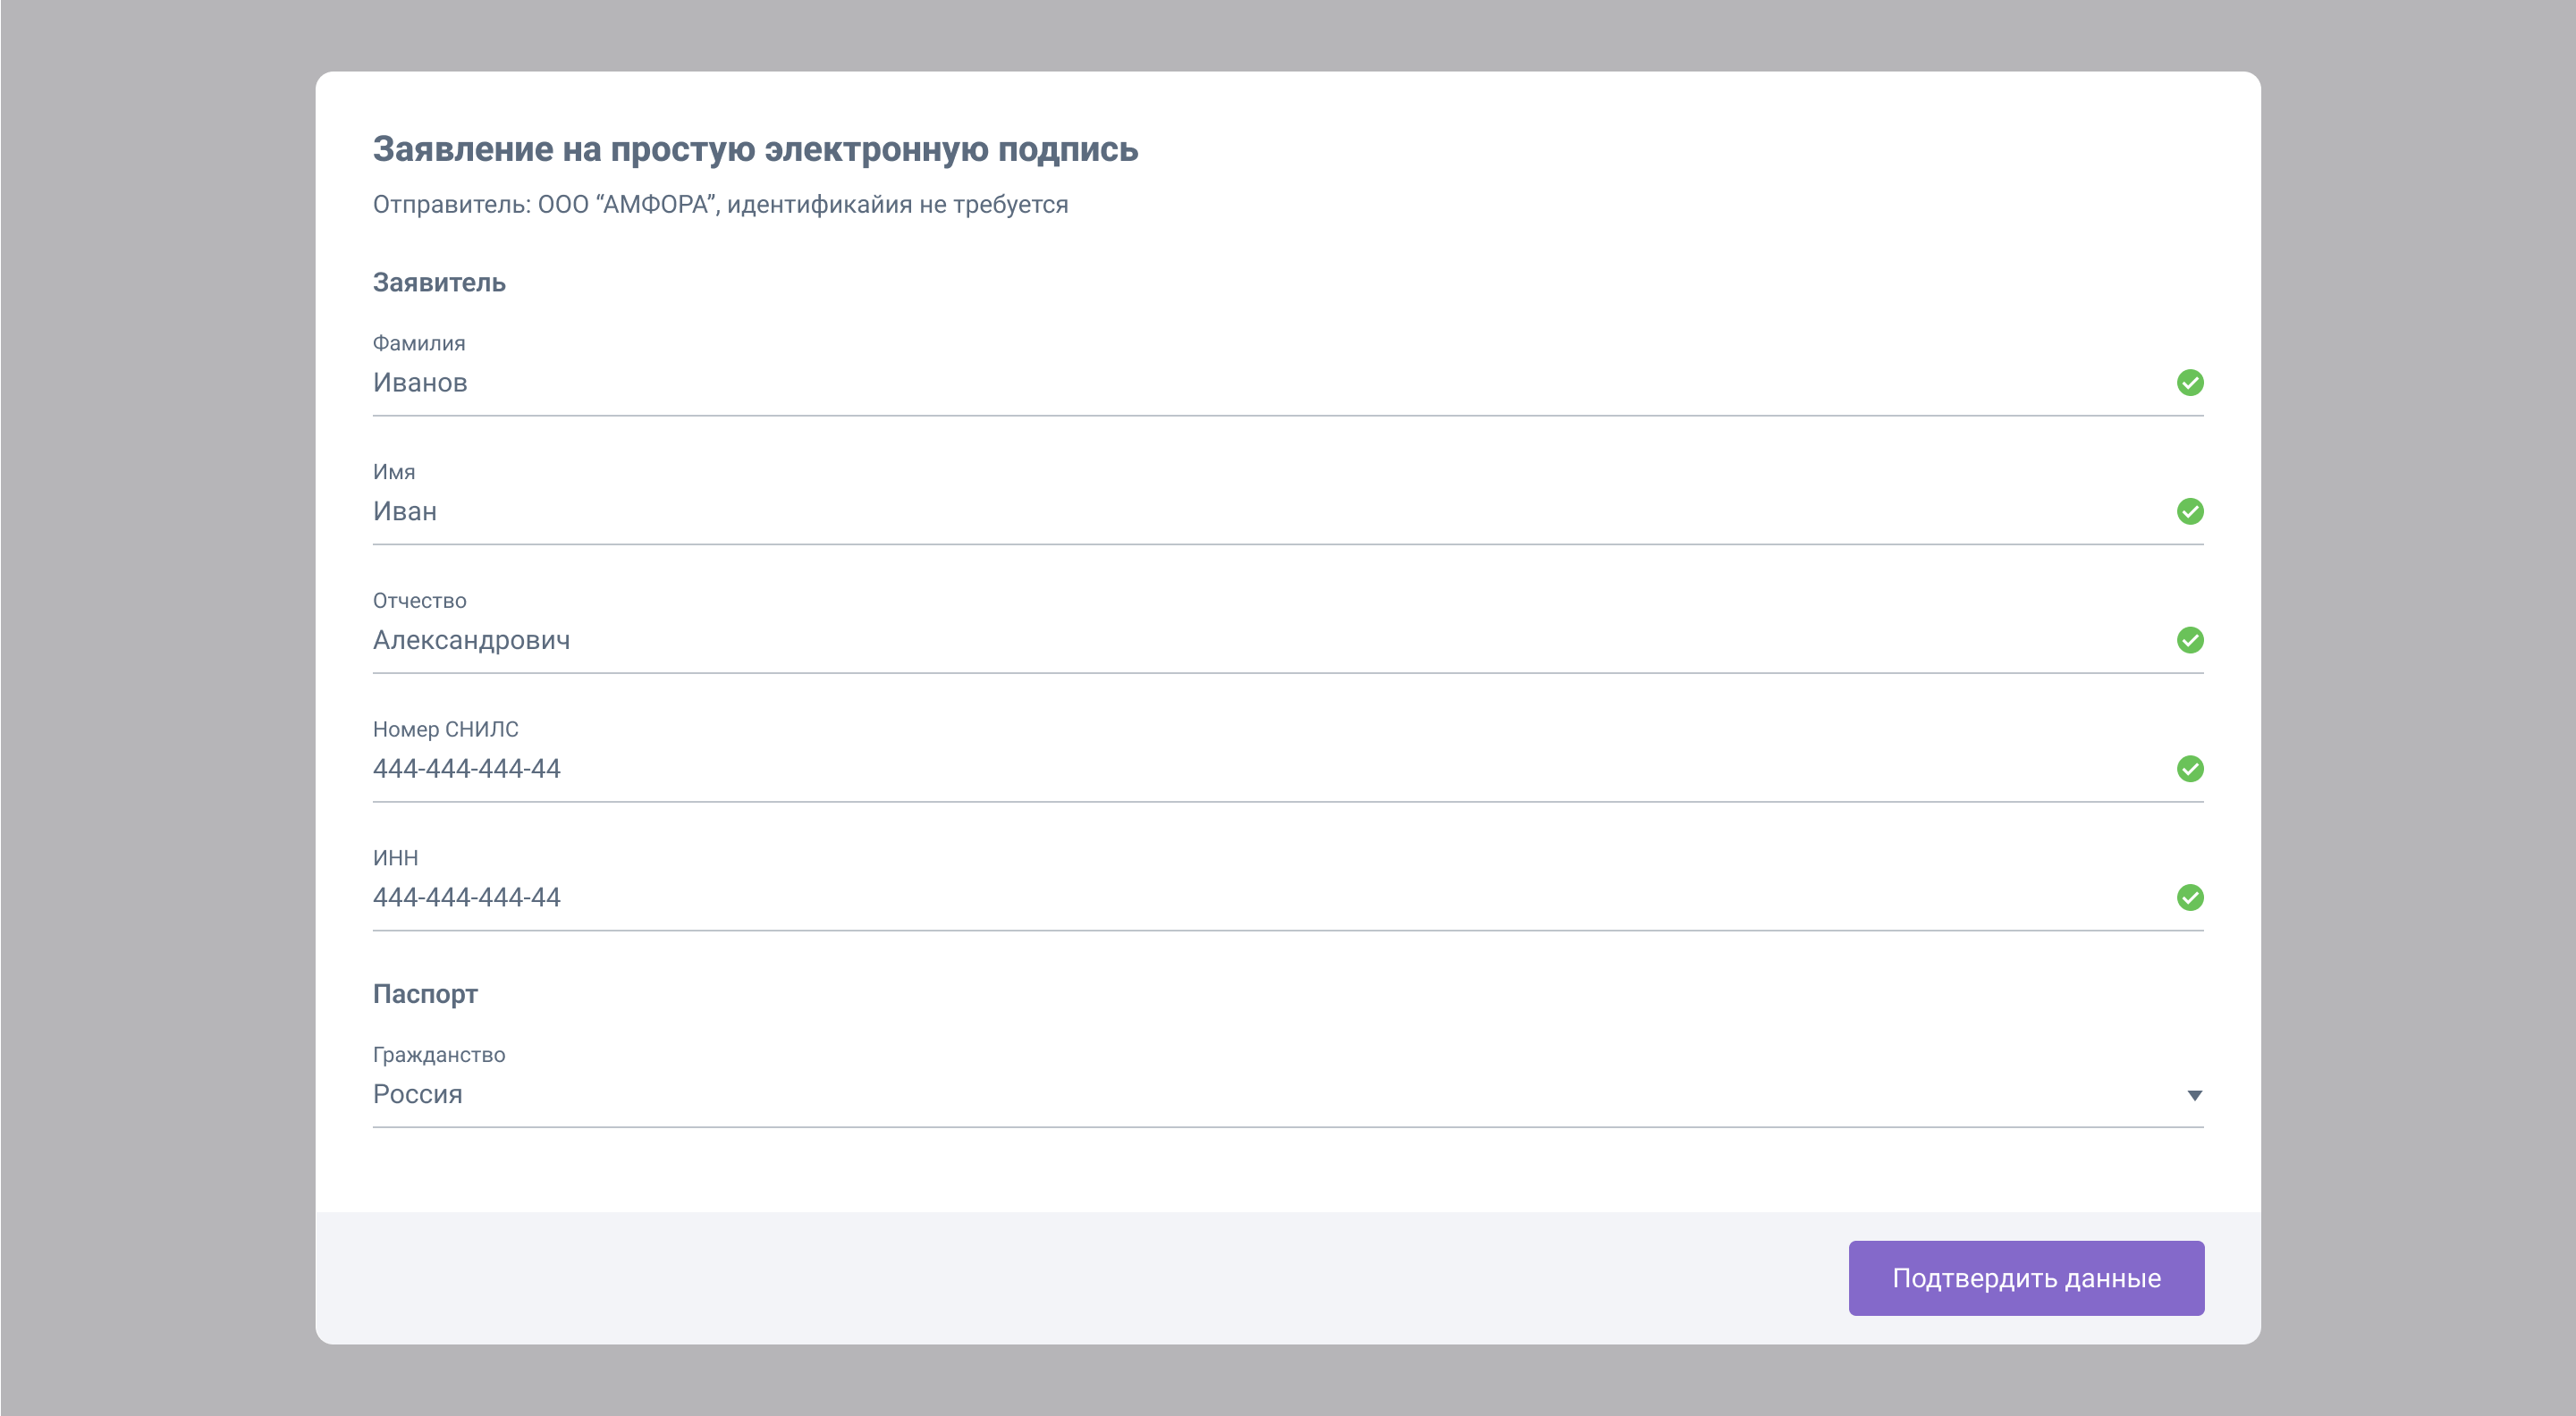 Заявление на простую электронную подпись
Отправитель: ООО “АМФОРА”, идентификайия не требуется
Заявитель
Фамилия
Иванов
Имя
Иван
Отчество
Александрович
Номер СНИЛС
444-444-444-44
ИНН
444-444-444-44
Паспорт
Гражданство
Россия
Подтвердить данные